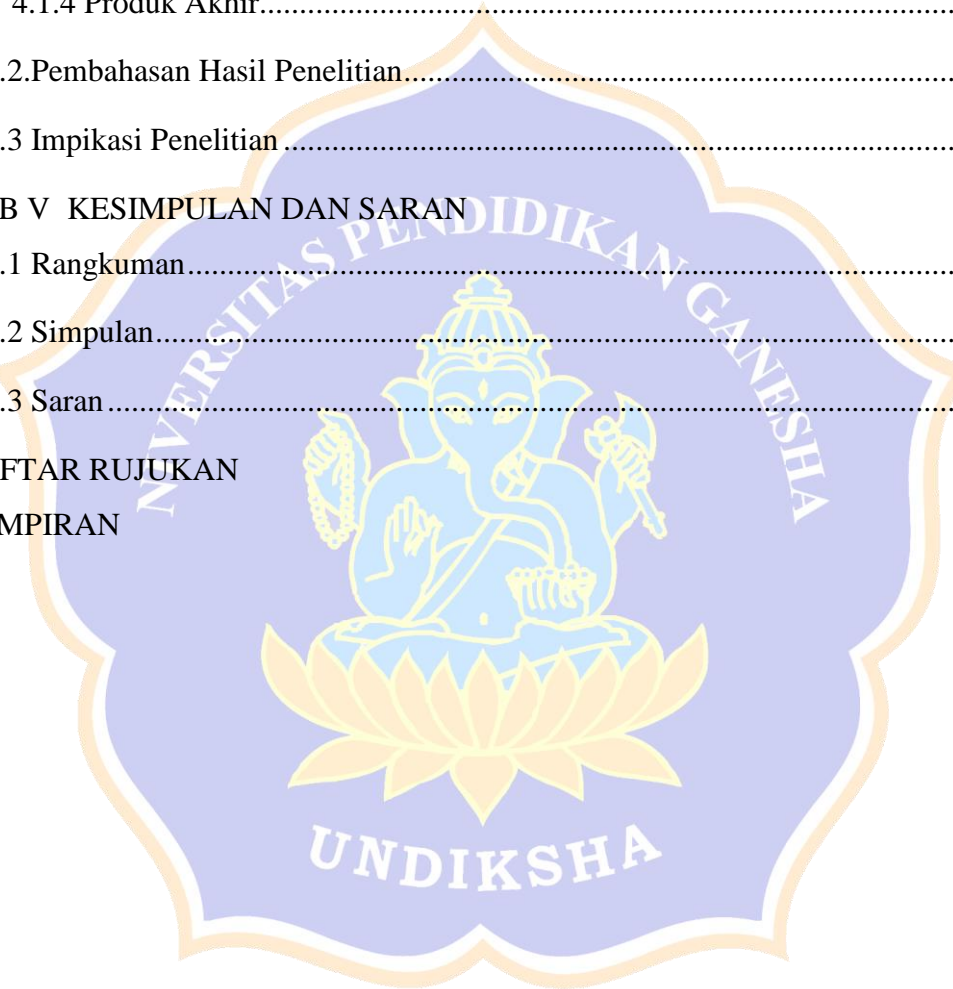 4.1.4 Produk Akhir........................................................................................
.2.Pembahasan Hasil Penelitian......................................................................
.3 Impikasi Penelitian.....................................................................................
B V KESIMPULAN DAN SARAN
.1 Rangkuman.................................................................................................
.2 Simpulan.....................................................................................................
.3 Saran...........................................................................................................
FTAR RUJUKAN
MPIRAN
NIVERSITAS PENDIDIKAN GANESHA
UNDIKSHA